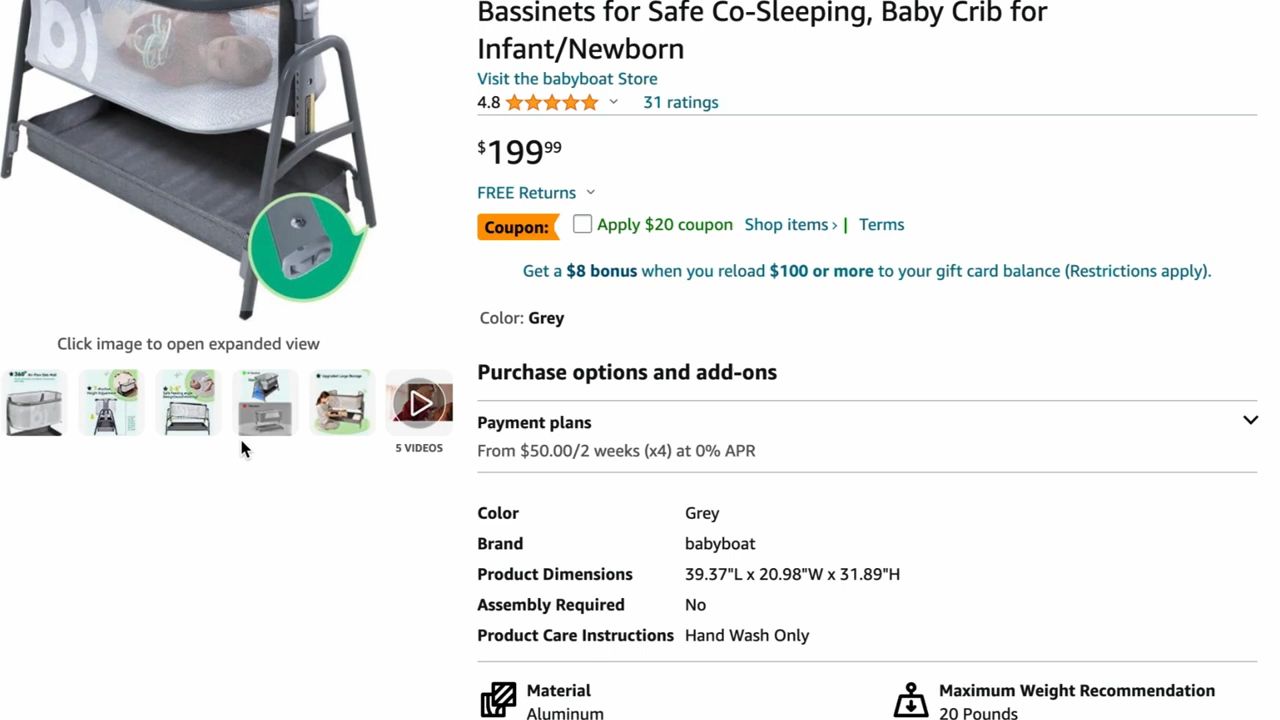 Bassinets for Safe Co-Sleeping, Baby Crib for
Infant/Newborn
Visit the babyboat Store
4.8 31 ratings
$199.99
FREE Returns
Coupon: Apply $20 coupon Shop items › | Terms
Get a $8 bonus when you reload $100 or more to your gift card balance (Restrictions apply).
Color: Grey
Click image to open expanded view
5 VIDEOS
Purchase options and add-ons
Payment plans
From $50.00/2 weeks (x4) at 0% APR
Color Grey
Brand babyboat
Product Dimensions 39.37"L x 20.98"W x 31.89"H
Assembly Required No
Product Care Instructions Hand Wash Only
Material
Aluminum
Maximum Weight Recommendation
20 Pounds